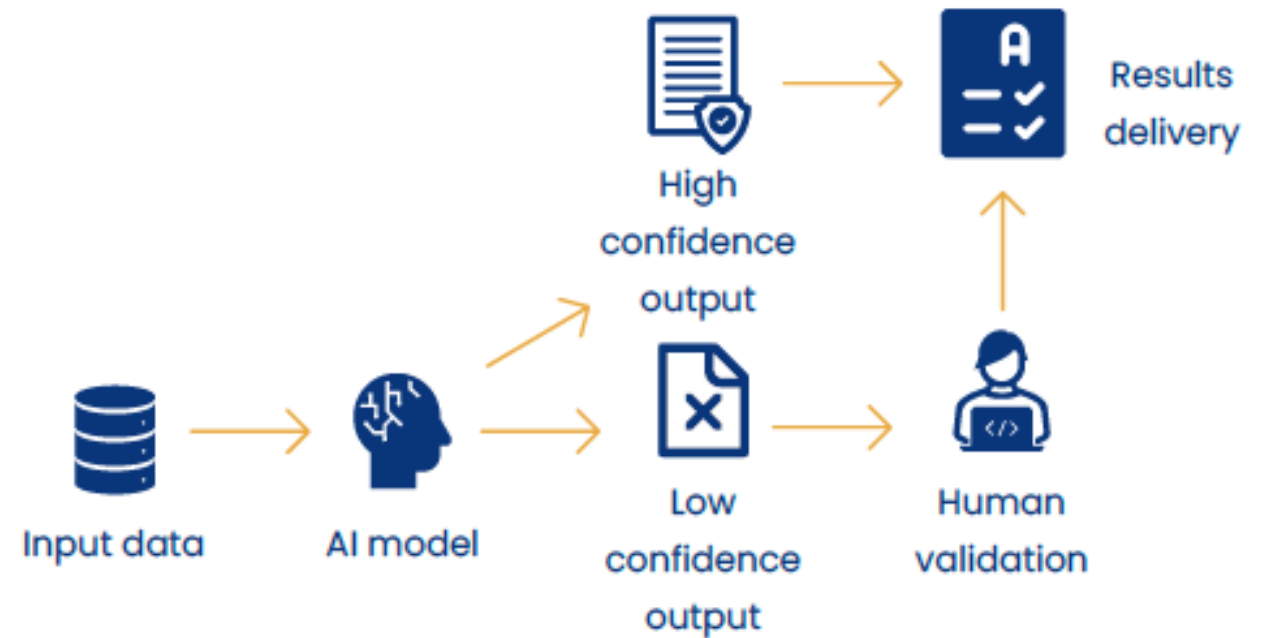 A
Results
delivery
High
confidence
output
</>
Input data
AI model
Low
confidence
output
Human
validation